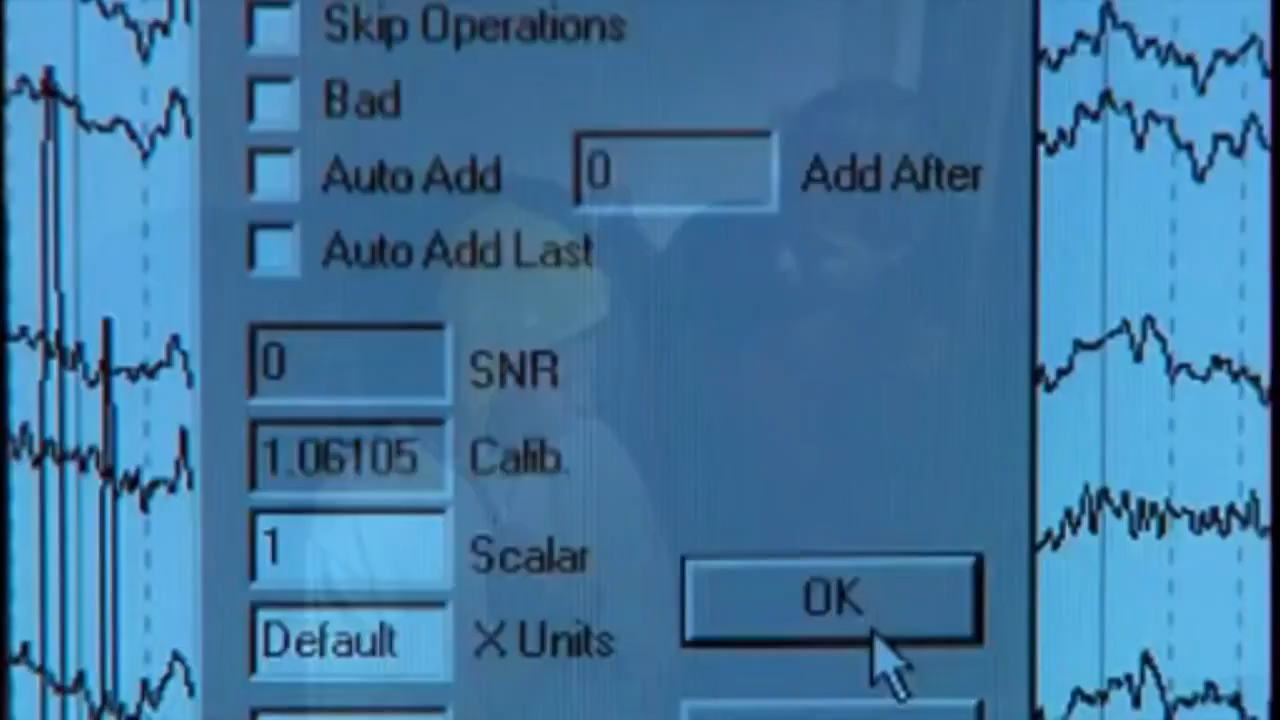 Skip Operations
Bad
Auto Add 0 Add After
Auto Add Last
0 SNR
1.06105 Calib.
1 Scalar
OK
Default X Units